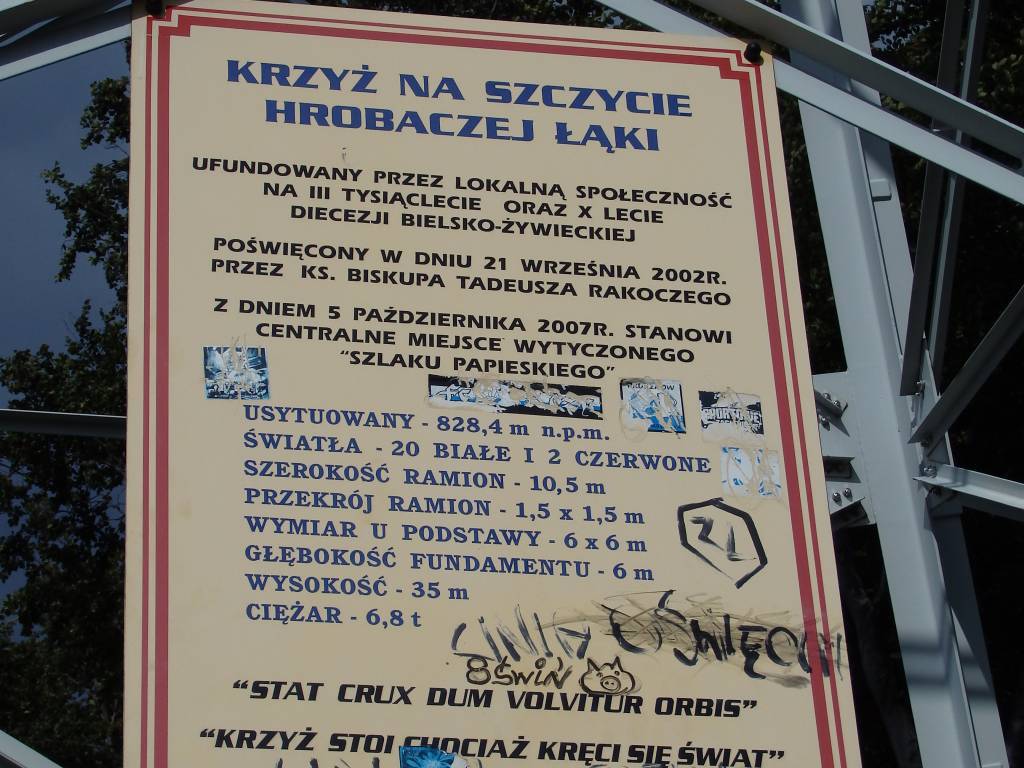 KRZYŻ NA SZCZYCIE
HROBACZEJ ŁĄKI
UFUNDOWANY PRZEZ LOKALNĄ SPOŁECZNOŚĆ
NA III TYSIĄCLECIE ORAZ X LECIE
DIECEZJI BIELSKO-ŻYWIECKIEJ
POŚWIĘCONY W DNIU 21 WRZEŚNIA 2002R.
PRZEZ KS. BISKUPA TADEUSZA RAKOCZEGO
Z DNIEM 5 PAŹDZIERNIKA 2007R. STANOWI
CENTRALNE MIEJSCE WYTYCZONEGO
"SZLAKU PAPIESKIEGO"
USYTUOWANY - 828,4 m n.p.m.
ŚWIATŁA - 20 BIAŁE I 2 CZERWONE
SZEROKOŚĆ RAMION - 10,5 m
PRZEKRÓJ RAMION - 1,5 x 1,5 m
WYMIAR U PODSTAWY - 6 x 6 m
GŁĘBOKOŚĆ FUNDAMENTU - 6 m
WYSOKOŚĆ - 35 m
CIĘŻAR - 6,8 t
8 ŚWIŃ
"STAT CRUX DUM VOLVITUR ORBIS"
"KRZYŻ STOI CHOCIAŻ KRĘCI SIĘ ŚWIAT"